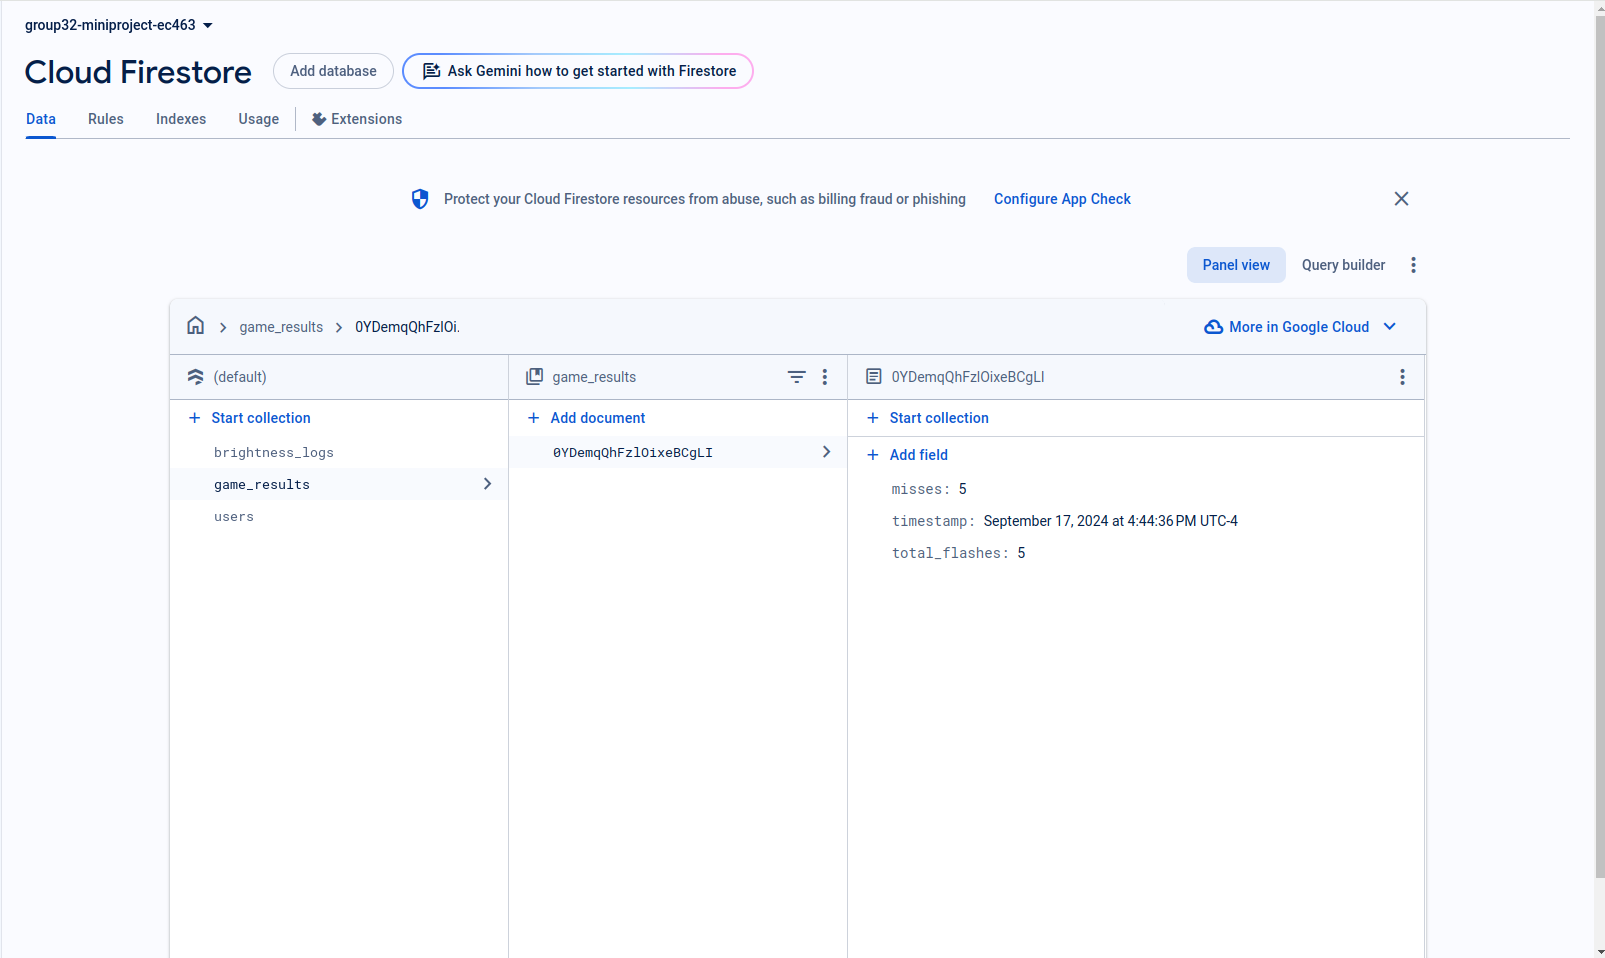 group32-miniproject-ec463
Cloud Firestore
Add database
Ask Gemini how to get started with Firestore
Data
Rules
Indexes
Usage
Extensions
Protect your Cloud Firestore resources from abuse, such as billing fraud or phishing
Configure App Check
Panel view
Query builder
game_results
0YDemqQhFzlOi.
More in Google Cloud
(default)
game_results
0YDemqQhFzlOixeBCgLI
+ Start collection
+ Add document
+ Start collection
brightness_logs
0YDemqQhFzlOixeBCgLI
+ Add field
game_results
misses: 5
users
timestamp: September 17, 2024 at 4:44:36 PM UTC-4
total_flashes: 5